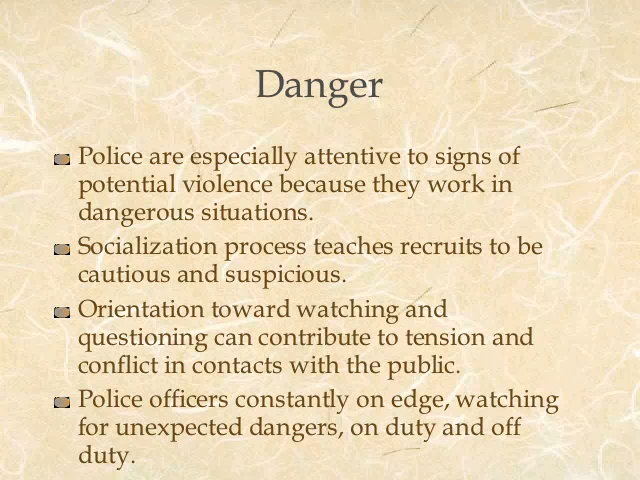 Danger
Police are especially attentive to signs of
potential violence because they work in
dangerous situations.
Socialization process teaches recruits to be
cautious and suspicious.
Orientation toward watching and
questioning can contribute to tension and
conflict in contacts with the public.
Police officers constantly on edge, watching
for unexpected dangers, on duty and off
duty.